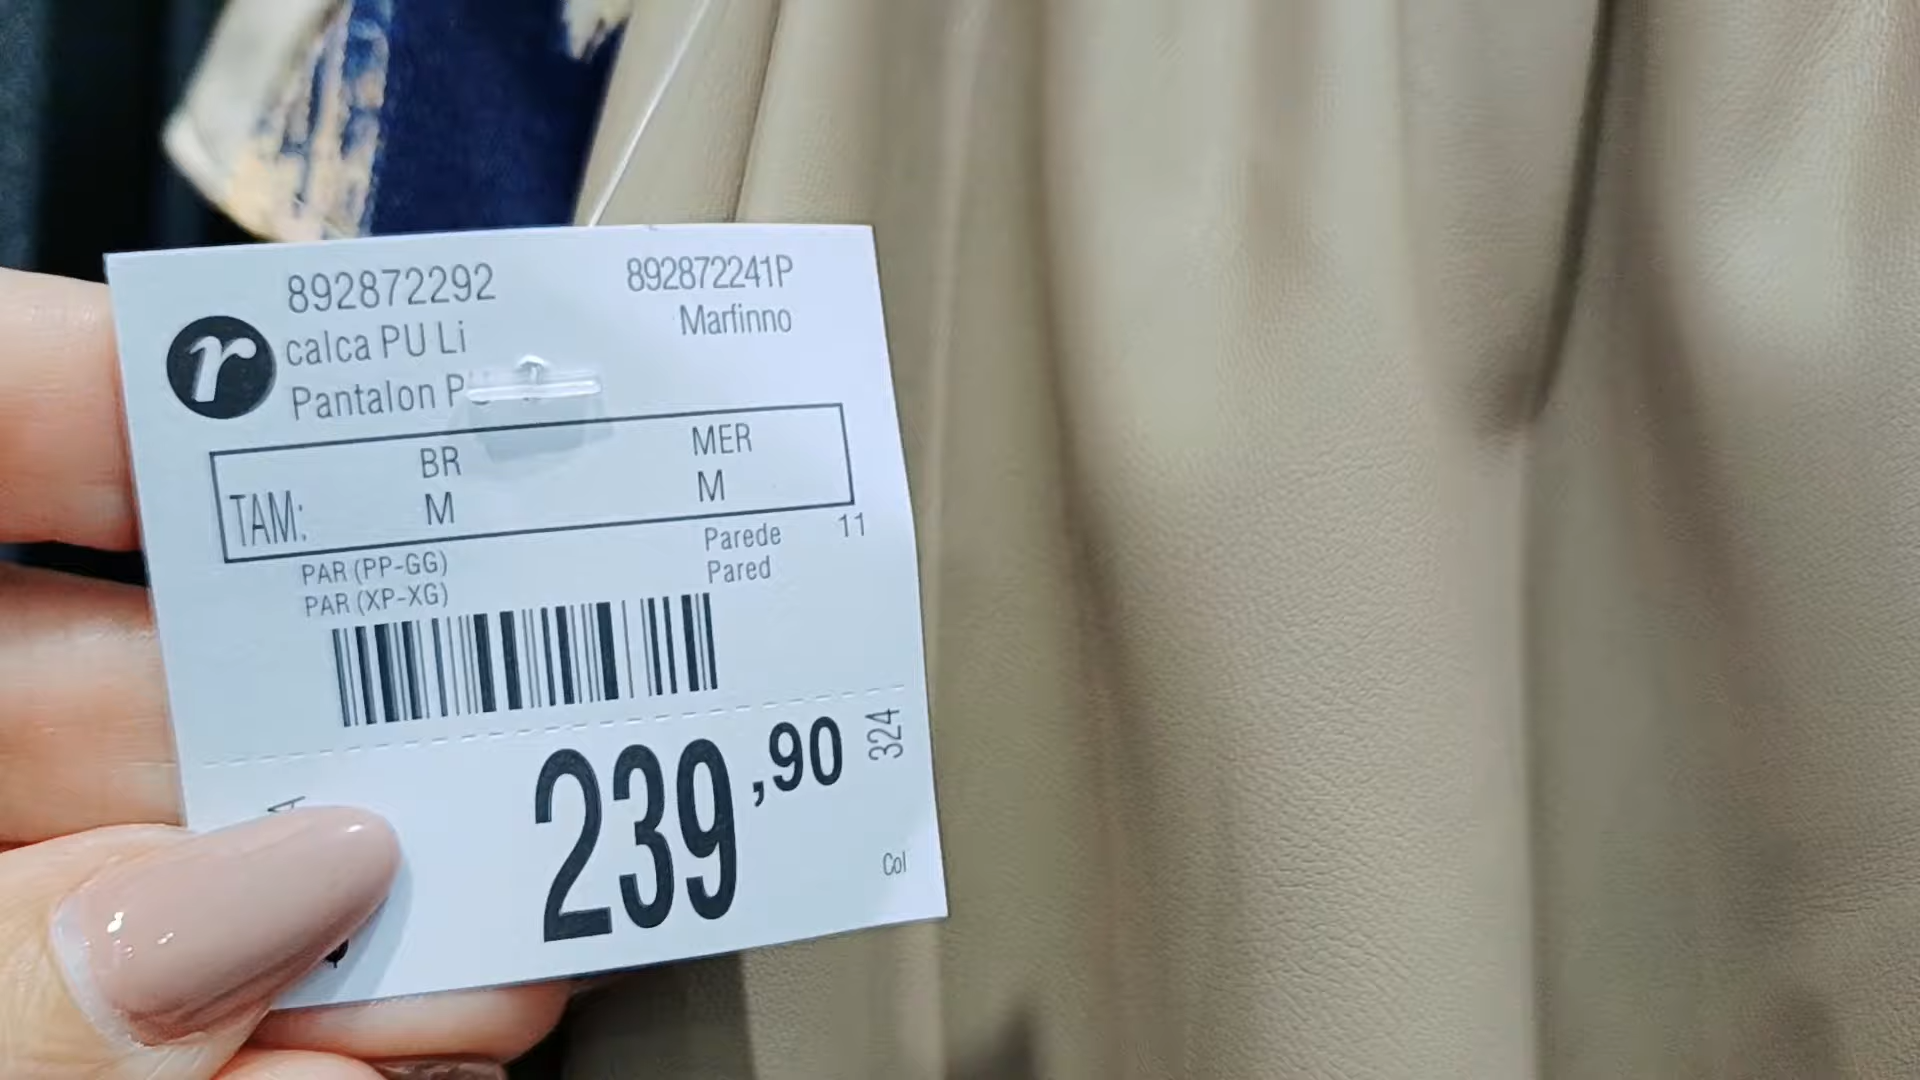 892872292
892872241P
Marfinno
r
calca PU Li
Pantalon
BR
MER
TAM:
M
M
PAR (PP-GG)
PAR (XP-XG)
Parede
11
Pared
239,90
324
Col